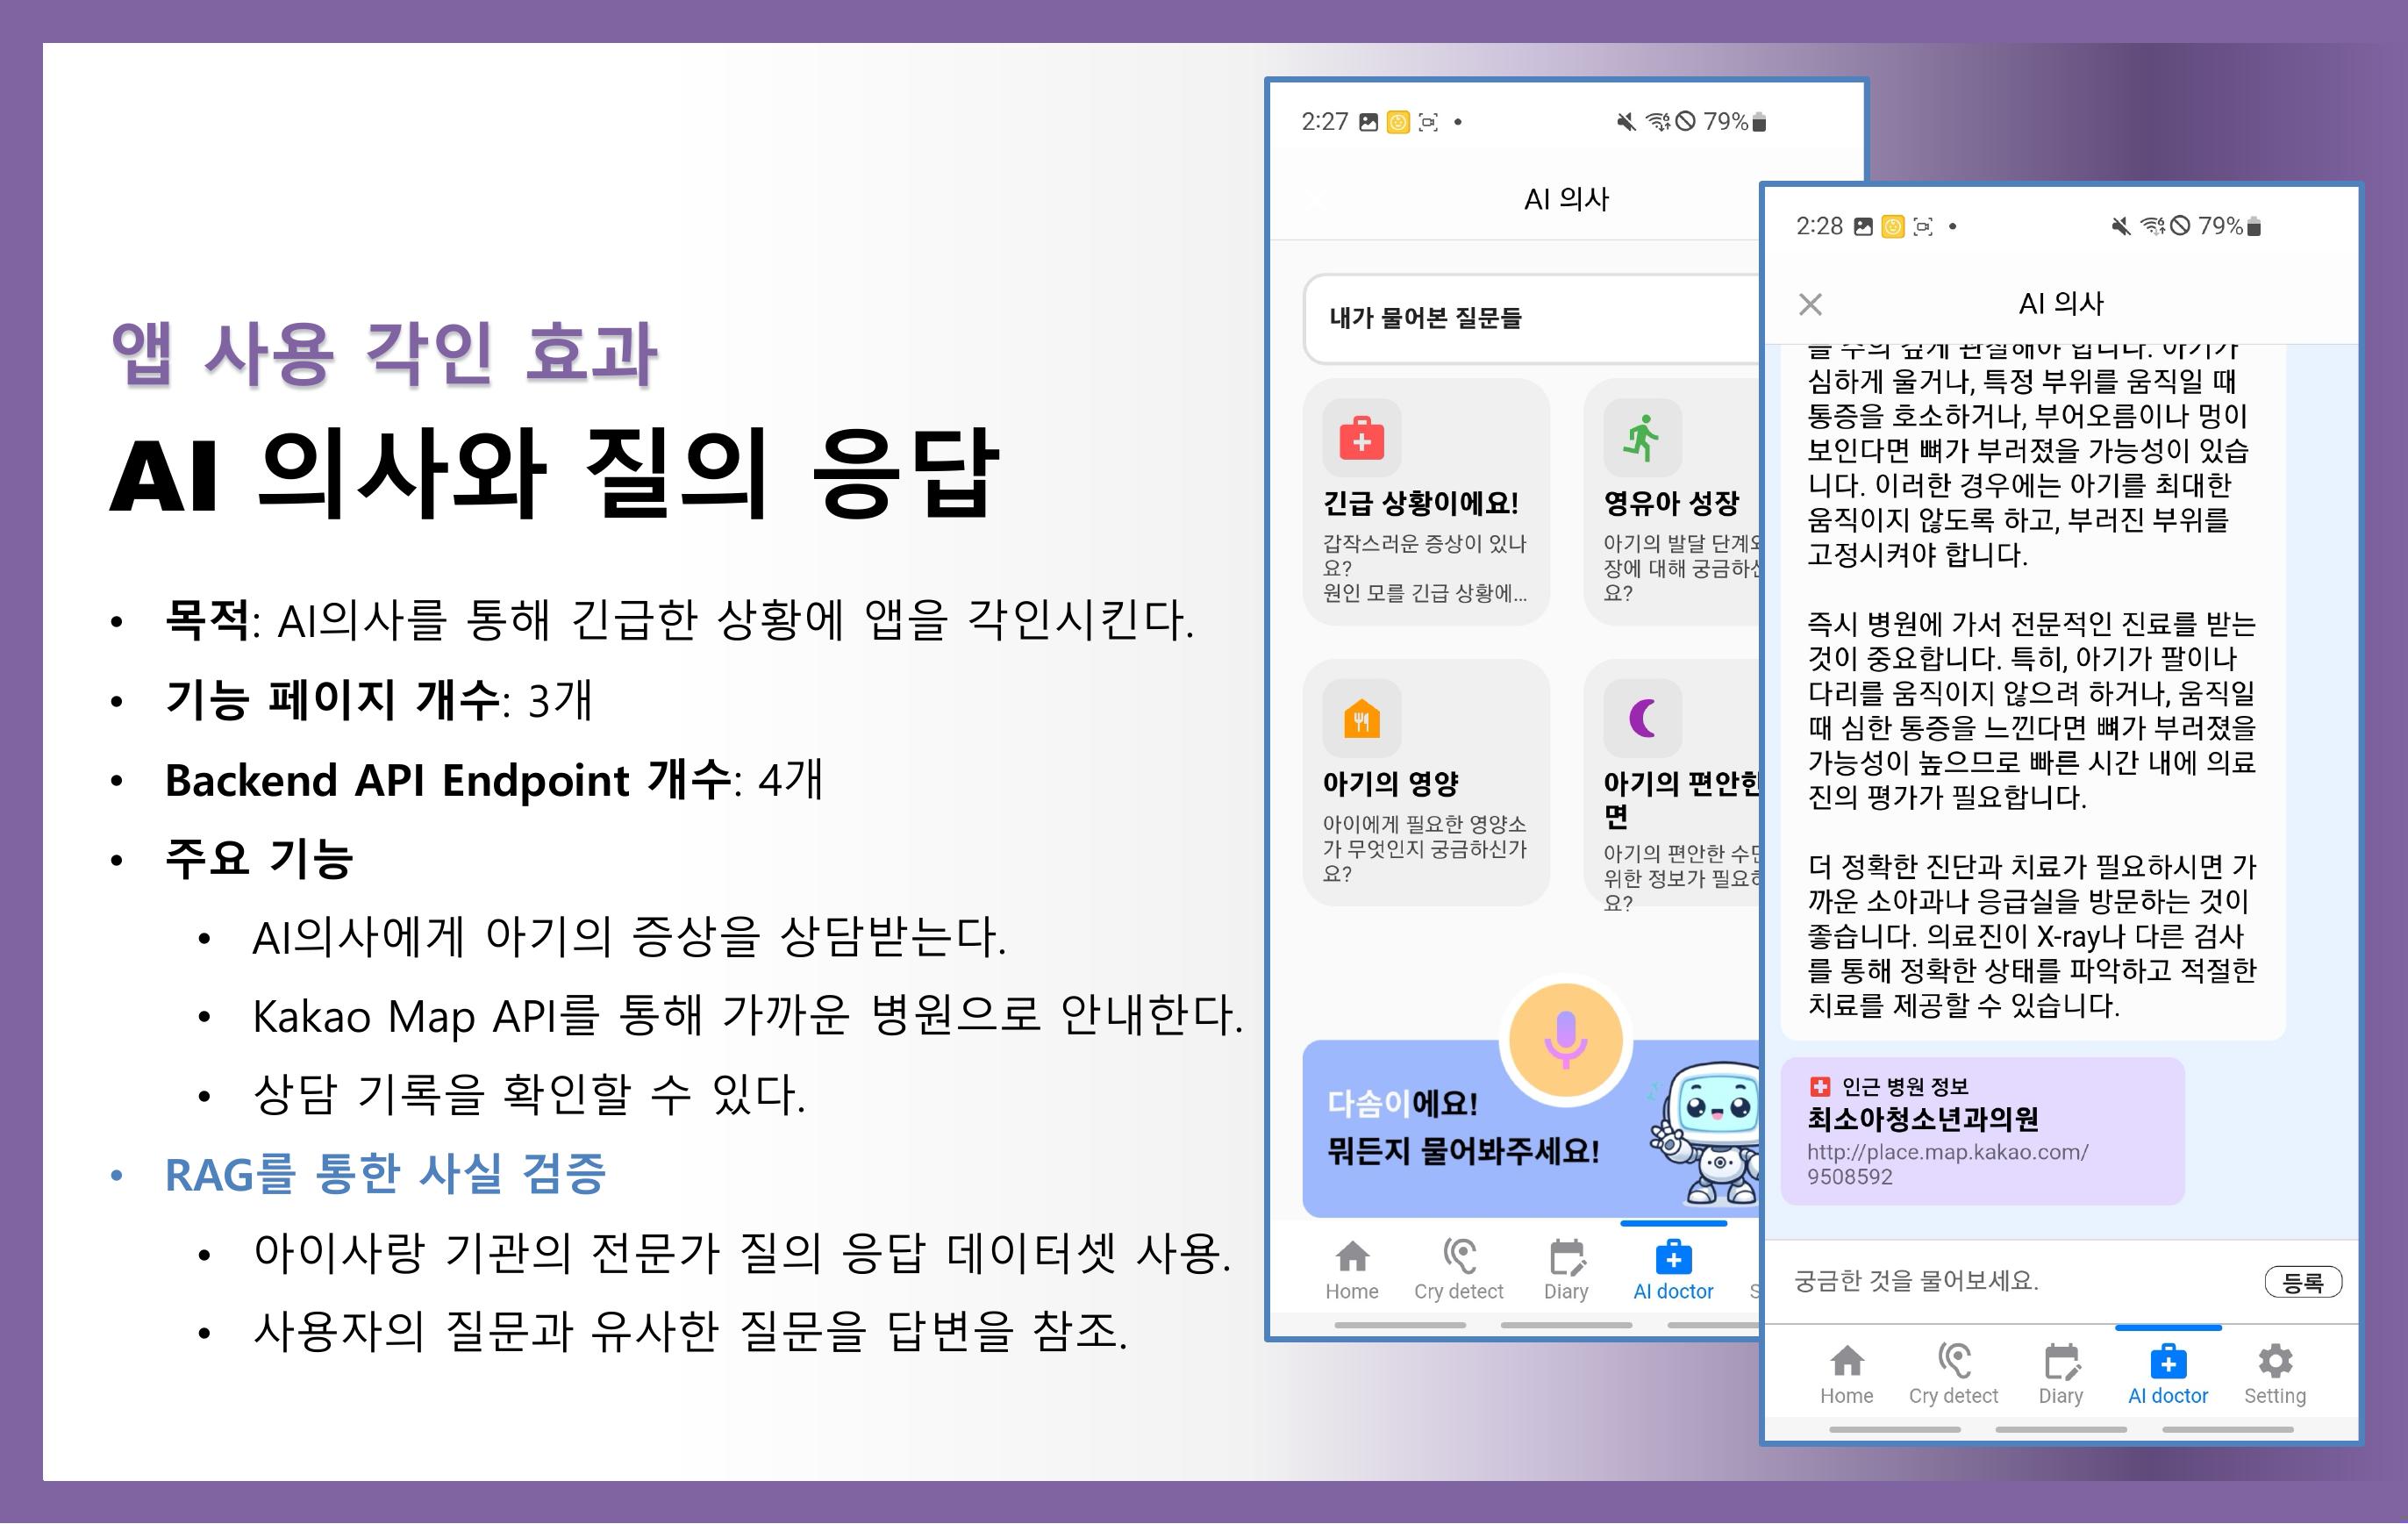 앱 사용 각인 효과
AI 의사와 질의 응답
• 목적: AI의사를 통해 긴급한 상황에 앱을 각인시킨다.
• 기능 페이지 개수: 3개
• Backend API Endpoint 개수: 4개
• 주요 기능
• AI의사에게 아기의 증상을 상담받는다.
• Kakao Map API를 통해 가까운 병원으로 안내한다.
• 상담 기록을 확인할 수 있다.
• RAG를 통한 사실 검증
• 아이사랑 기관의 전문가 질의 응답 데이터셋 사용.
• 사용자의 질문과 유사한 질문을 답변을 참조.
2:27
79%
AI 의사
내가 물어본 질문들
긴급 상황이에요!
갑작스러운 증상이 있나
요?
원인 모를 긴급 상황에...
영유아 성장
아기의 발달 단계와
장에 대해 궁금하신
요?
아기의 영양
아이에게 필요한 영양소
가 무엇인지 궁금하신가
요?
아기의 편안한
면
아기의 편안한 수면
위한 정보가 필요하
요?
다솜이에요!
뭐든지 물어봐주세요!
Home
Cry detect
Diary
AI doctor
S
2:28
79%
AI 의사
를 주의 깊게 관찰해야 합니다. 아기가
심하게 울거나, 특정 부위를 움직일 때
통증을 호소하거나, 부어오름이나 멍이
보인다면 뼈가 부러졌을 가능성이 있습
니다. 이러한 경우에는 아기를 최대한
움직이지 않도록 하고, 부러진 부위를
고정시켜야 합니다.
즉시 병원에 가서 전문적인 진료를 받는
것이 중요합니다. 특히, 아기가 팔이나
다리를 움직이지 않으려 하거나, 움직일
때 심한 통증을 느낀다면 뼈가 부러졌을
가능성이 높으므로 빠른 시간 내에 의료
진의 평가가 필요합니다.
더 정확한 진단과 치료가 필요하시면 가
까운 소아과나 응급실을 방문하는 것이
좋습니다. 의료진이 X-ray나 다른 검사
를 통해 정확한 상태를 파악하고 적절한
치료를 제공할 수 있습니다.
인근 병원 정보
최소아청소년과의원
http://place.map.kakao.com/
9508592
궁금한 것을 물어보세요.
등록
Home
Cry detect
Diary
AI doctor
Setting